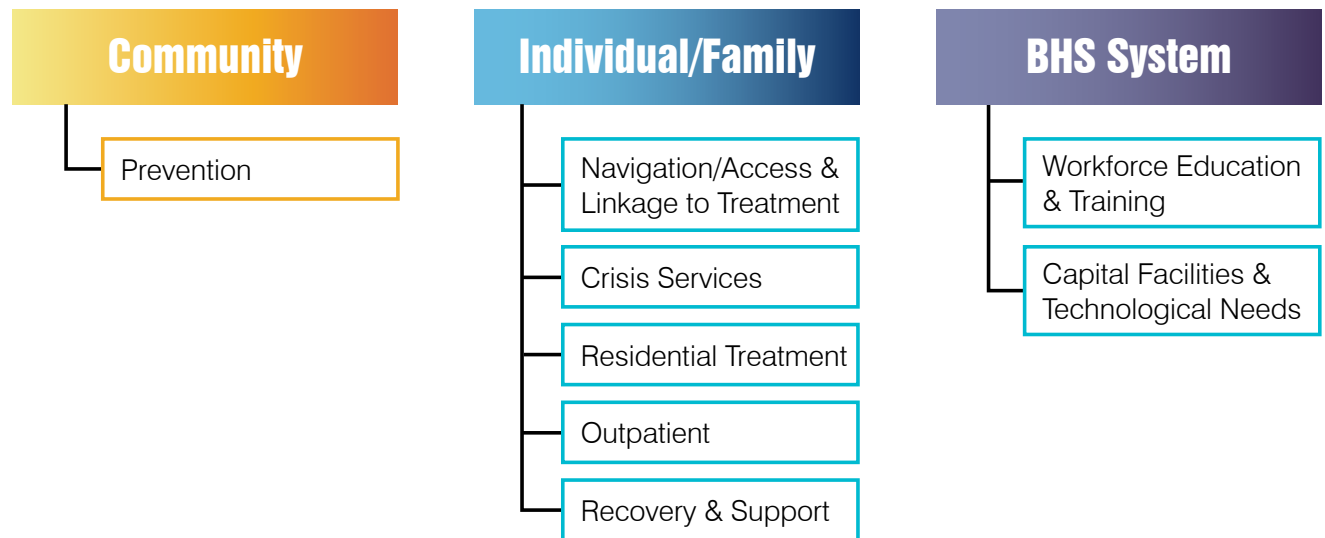 Community
Prevention
Individual/Family
Navigation/Access &
Linkage to Treatment
Crisis Services
Residential Treatment
Outpatient
Recovery & Support
BHS System
Workforce Education
& Training
Capital Facilities &
Technological Needs